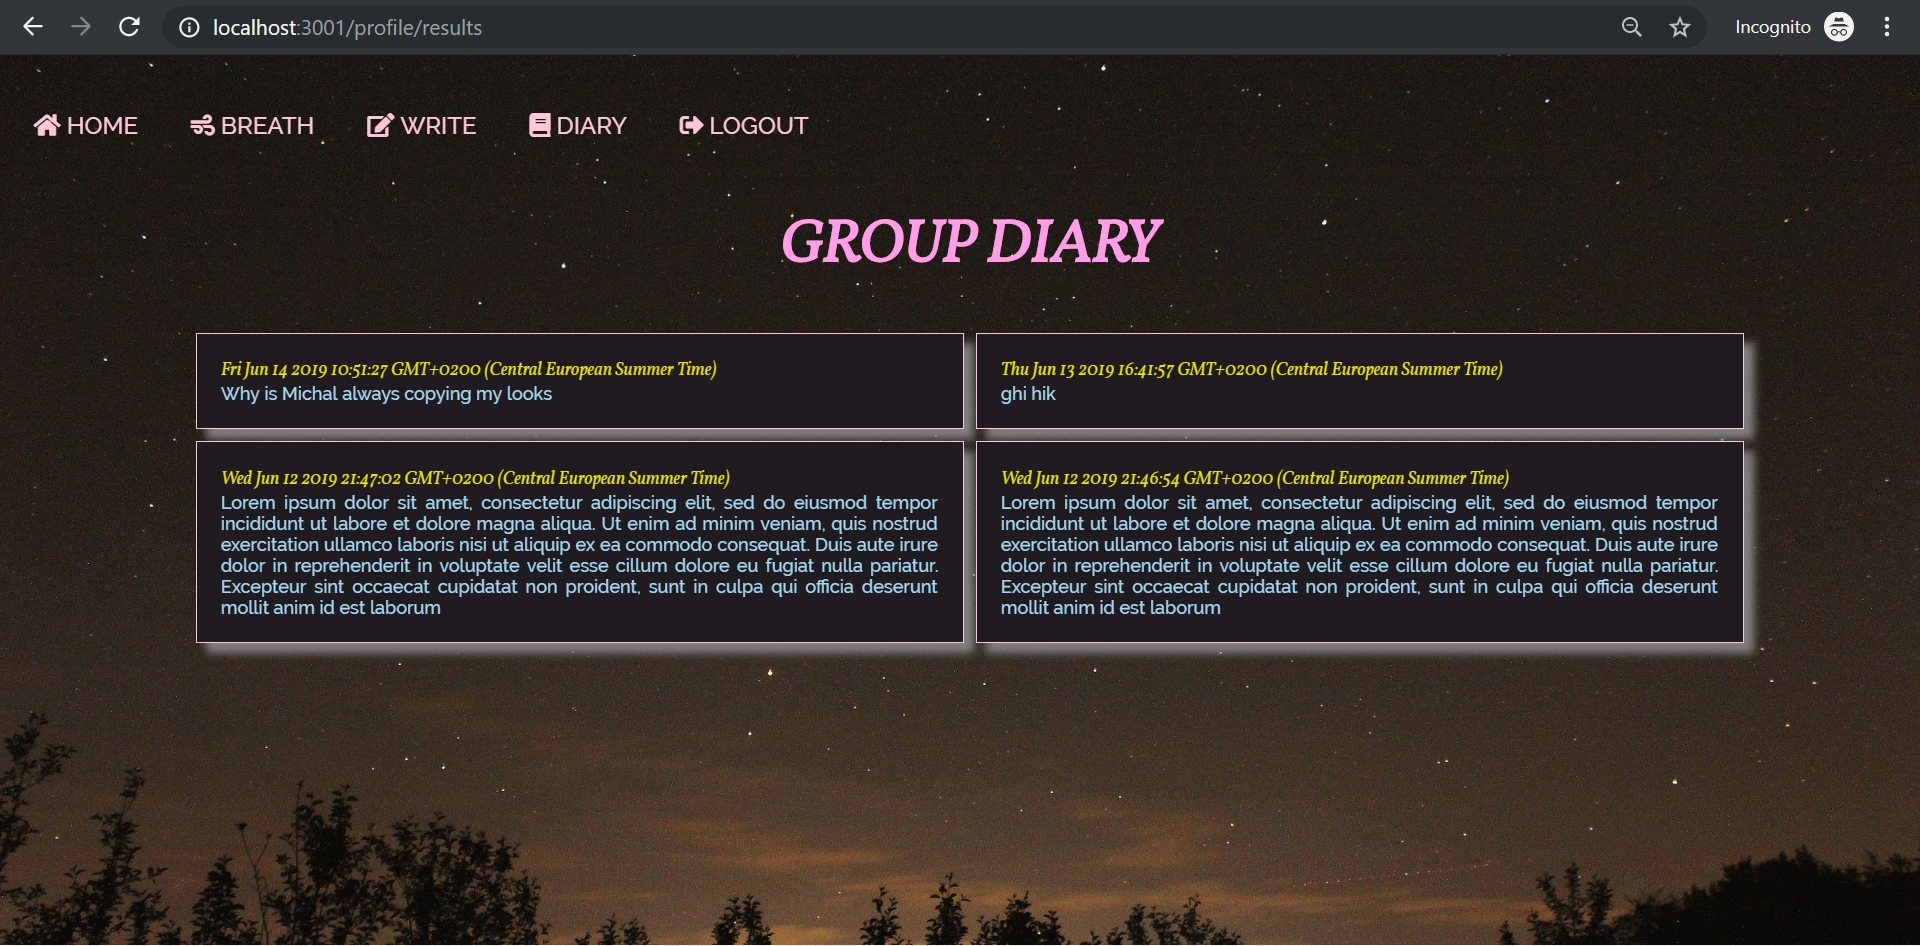 localhost:3001/profile/results
Incognito
HOME BREATH WRITE DIARY LOGOUT
GROUP DIARY
Fri Jun 14 2019 10:51:27 GMT+0200 (Central European Summer Time)
Why is Michal always copying my looks
Thu Jun 13 2019 16:41:57 GMT+0200 (Central European Summer Time)
ghi hik
Wed Jun 12 2019 21:47:02 GMT+0200 (Central European Summer Time)
Lorem ipsum dolor sit amet, consectetur adipiscing elit, sed do eiusmod tempor
incididunt ut labore et dolore magna aliqua. Ut enim ad minim veniam, quis nostrud
exercitation ullamco laboris nisi ut aliquip ex ea commodo consequat. Duis aute irure
dolor in reprehenderit in voluptate velit esse cillum dolore eu fugiat nulla pariatur.
Excepteur sint occaecat cupidatat non proident, sunt in culpa qui officia deserunt
mollit anim id est laborum
Wed Jun 12 2019 21:46:54 GMT+0200 (Central European Summer Time)
Lorem ipsum dolor sit amet, consectetur adipiscing elit, sed do eiusmod tempor
incididunt ut labore et dolore magna aliqua. Ut enim ad minim veniam, quis nostrud
exercitation ullamco laboris nisi ut aliquip ex ea commodo consequat. Duis aute irure
dolor in reprehenderit in voluptate velit esse cillum dolore eu fugiat nulla pariatur.
Excepteur sint occaecat cupidatat non proident, sunt in culpa qui officia deserunt
mollit anim id est laborum